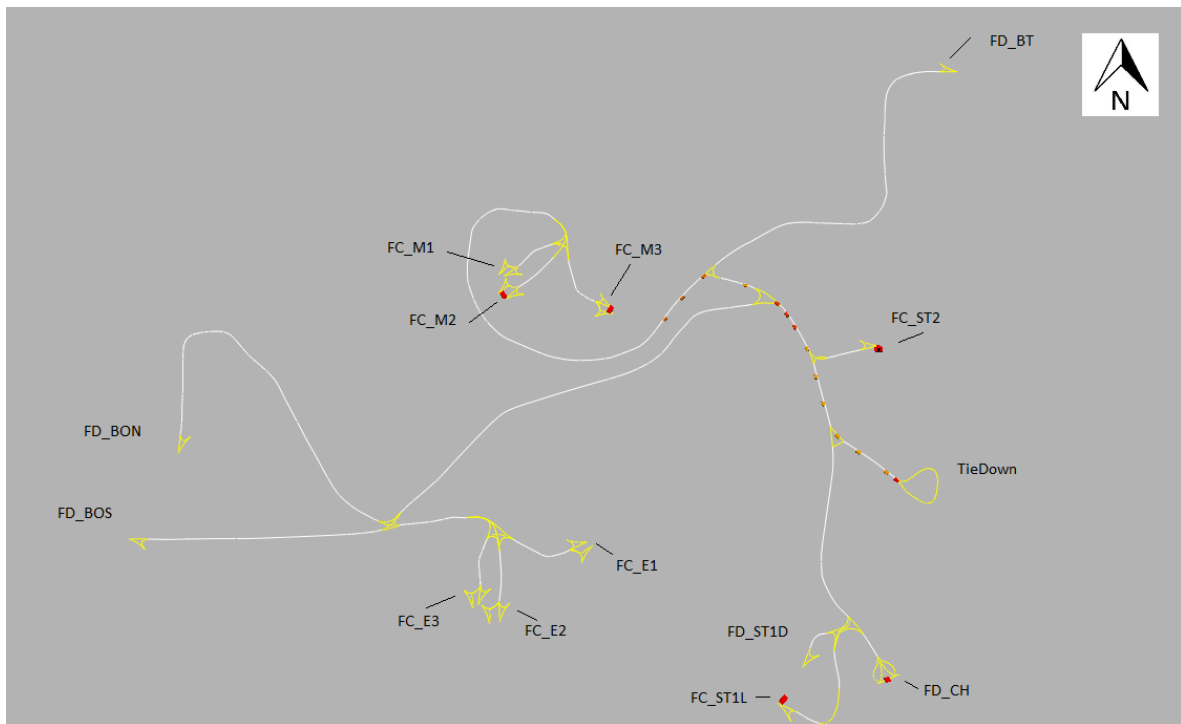 FD_BT
N
FC_M1
FC_M3
FC_M2
FC_ST2
FD_BON
TieDown
FD_BOS
FC_E1
FC_E3
FC_E2
FD_ST1D
FD_CH
FC_ST1L